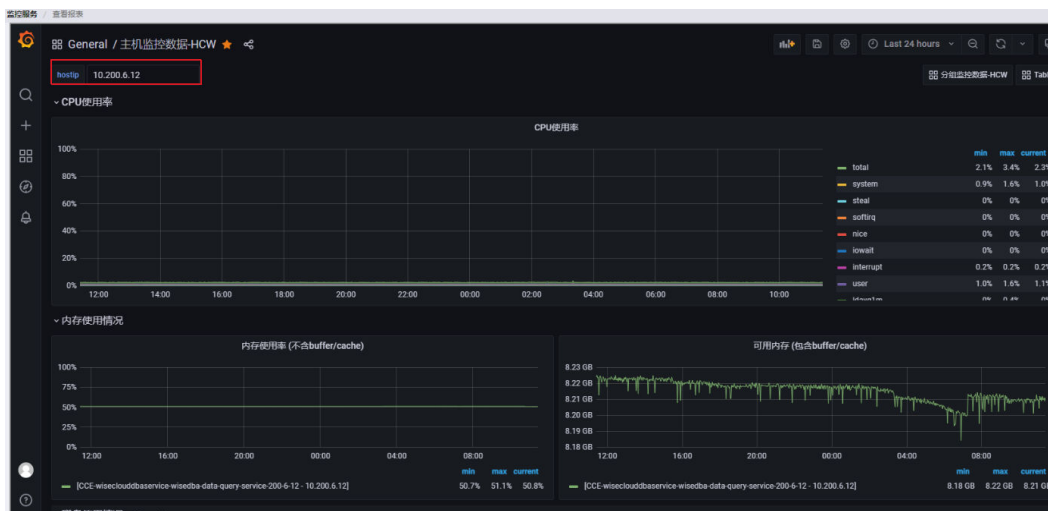 监控服务 / 查看报表
General / 主机监控数据-HCW
Last 24 hours
hostip 10.200.6.12
分组监控数据-HCW
CPU使用率
CPU使用率
100%
80%
60%
40%
20%
0%
12:00 14:00 16:00 18:00 20:00 22:00 00:00 02:00 04:00 06:00 08:00 10:00
min max current
total 2.1% 3.4% 2.3%
system 0.9% 1.6% 1.0%
steal 0% 0% 0%
softirq 0% 0% 0%
nice 0% 0% 0%
iowait 0% 0% 0%
interrupt 0.2% 0.2% 0.2%
user 1.0% 1.6% 1.1%
内存使用情况
内存使用率 (不含buffer/cache)
100%
75%
50%
25%
0%
12:00 16:00 20:00 00:00 04:00 08:00
min max current
[CCE-wiseclouddbaservice-wisedba-data-query-service-200-6-12 - 10.200.6.12] 50.7% 51.1% 50.8%
可用内存 (包含buffer/cache)
8.23 GB
8.22 GB
8.21 GB
8.20 GB
8.19 GB
8.18 GB
12:00 16:00 20:00 00:00 04:00 08:00
min max current
[CCE-wiseclouddbaservice-wisedba-data-query-service-200-6-12 - 10.200.6.12] 8.18 GB 8.22 GB 8.21 GB